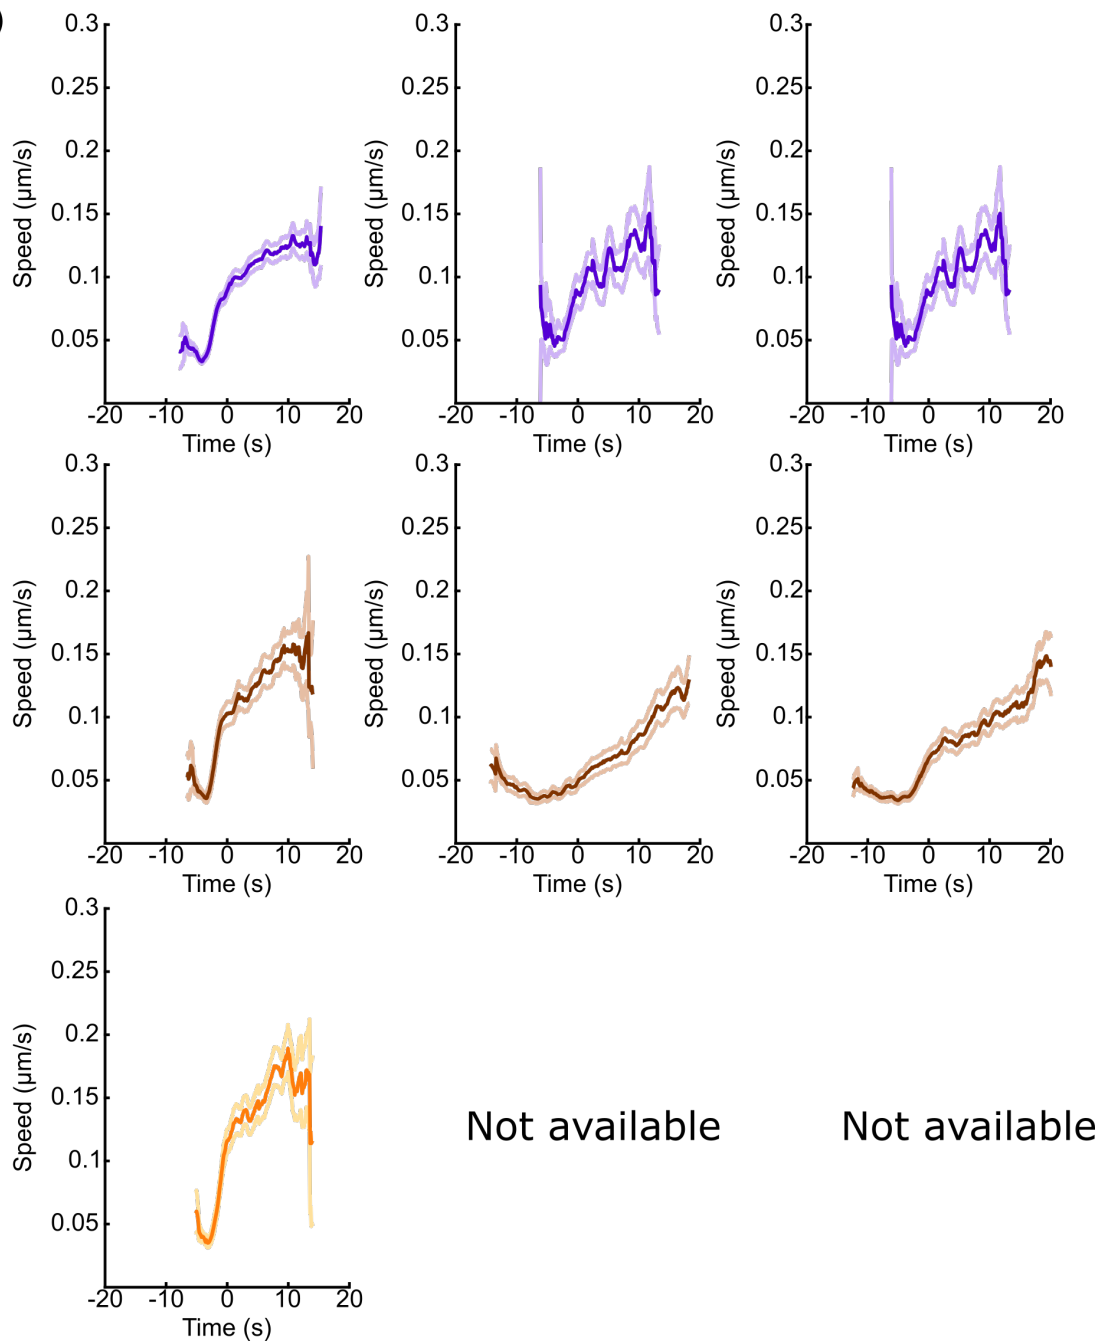 )
0.3 0.3 0.3
0.25 0.25 0.25
0.2 0.2 0.2
0.15 0.15 0.15
0.1 0.1 0.1
0.05 0.05 0.05
Speed (µm/s) Speed (µm/s) Speed (µm/s)
-20 -10 0 10 20 -20 -10 0 10 20 -20 -10 0 10 20
Time (s) Time (s) Time (s)
0.3 0.3 0.3
0.25 0.25 0.25
0.2 0.2 0.2
0.15 0.15 0.15
0.1 0.1 0.1
0.05 0.05 0.05
Speed (µm/s) Speed (µm/s) Speed (µm/s)
-20 -10 0 10 20 -20 -10 0 10 20 -20 -10 0 10 20
Time (s) Time (s) Time (s)
0.3
0.25
0.2
0.15
0.1
0.05
Speed (µm/s)
Not available Not available
-20 -10 0 10 20
Time (s)